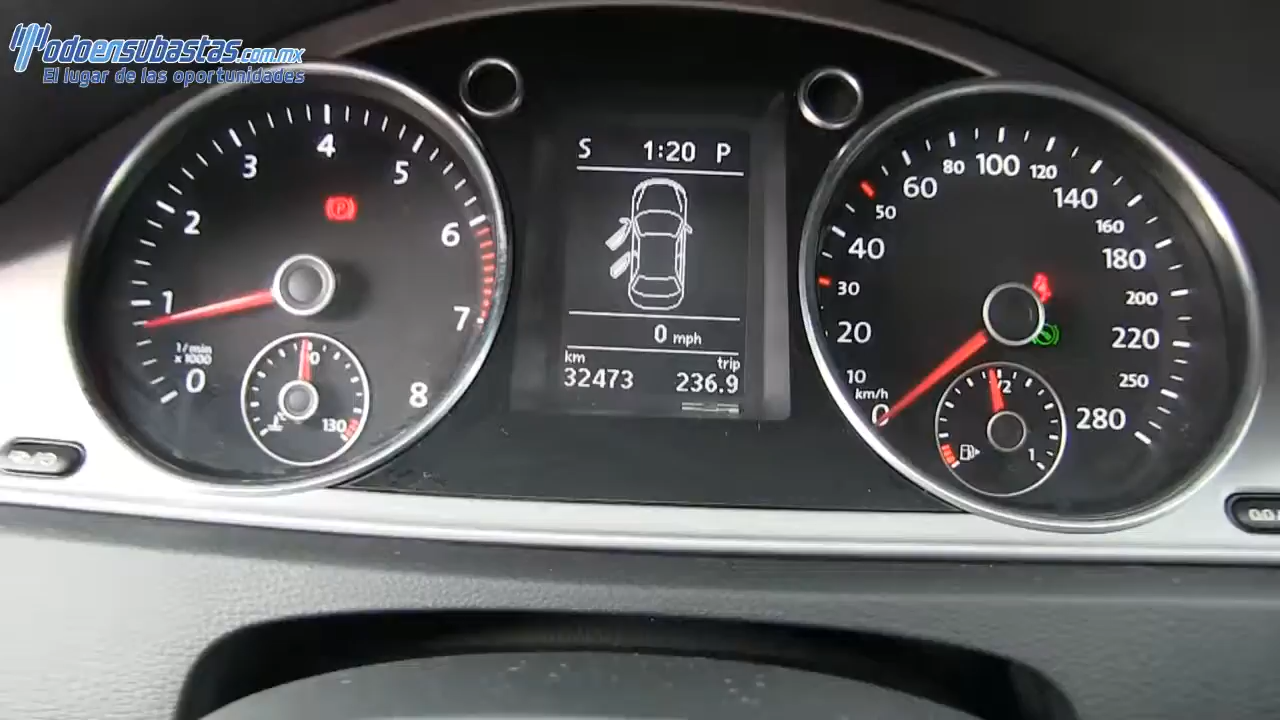 Todoensubastas.com.mx
El lugar de las oportunidades
S 1:20 P
0 mph
km trip
32473 236.9
0 1 2 3 4 5 6 7 8
1/min
x 1000
130
P
0 10 20 30 40 50 60 80 100 120 140 160 180 200 220 250 280
km/h
1/2
1